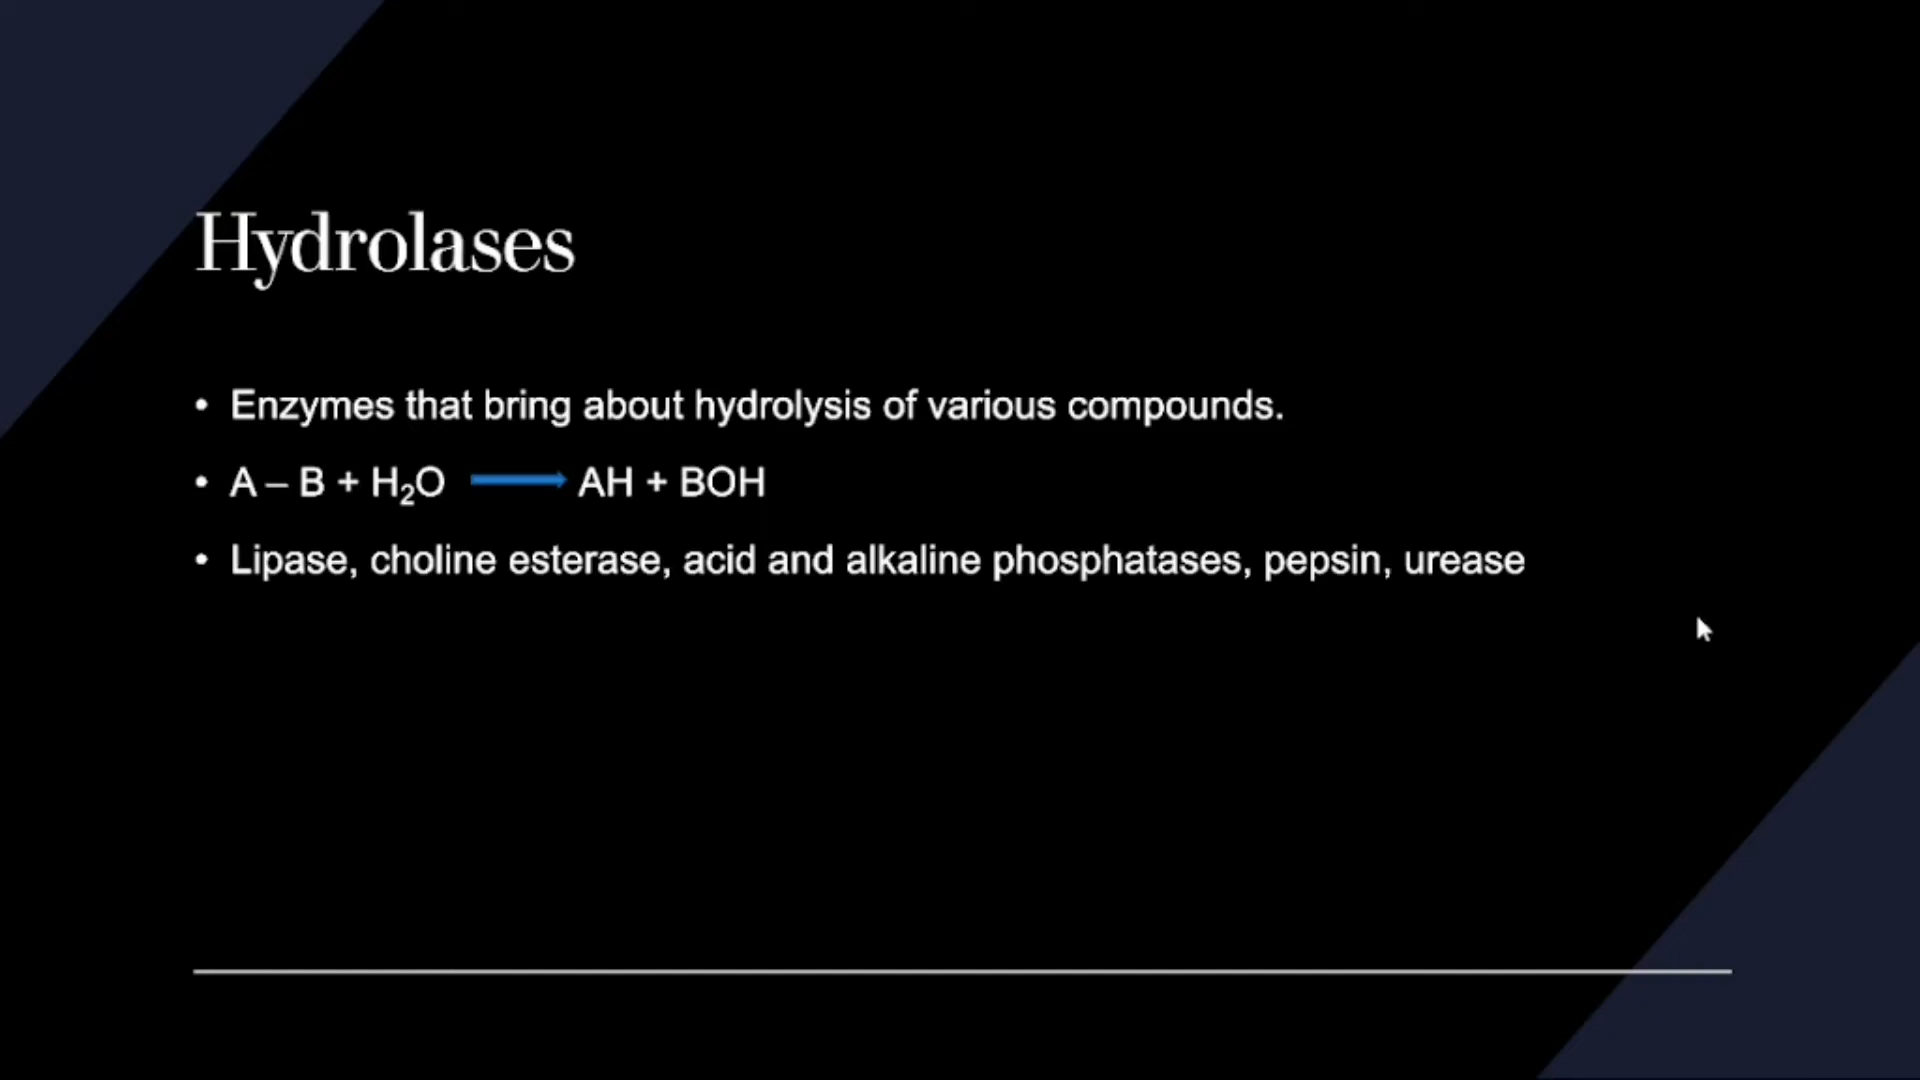 Hydrolases
• Enzymes that bring about hydrolysis of various compounds.
• A – B + H₂O → AH + BOH
• Lipase, choline esterase, acid and alkaline phosphatases, pepsin, urease